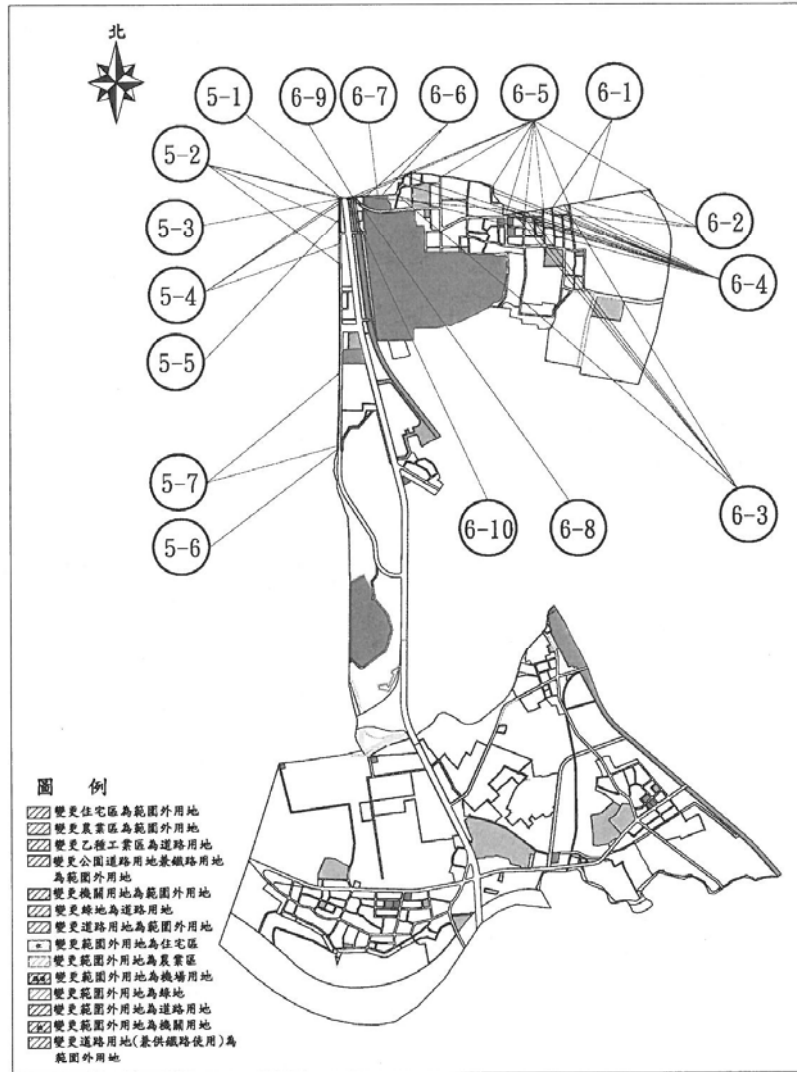 北
5-1
6-9
6-7
6-6
6-5
6-1
5-2
5-3
6-2
5-4
6-4
5-5
5-7
6-3
5-6
6-10
6-8
圖 例
變更住宅區為範圍外用地
變更農業區為範圍外用地
變更乙種工業區為道路用地
變更公園道路用地兼鐵路用地
為範圍外用地
變更機關用地為範圍外用地
變更綠地為道路用地
變更道路用地為範圍外用地
變更範圍外用地為住宅區
變更範圍外用地為農業區
變更範圍外用地為機場用地
變更範圍外用地為綠地
變更範圍外用地為道路用地
變更範圍外用地為機關用地
變更道路用地(兼供鐵路使用)為
範圍外用地